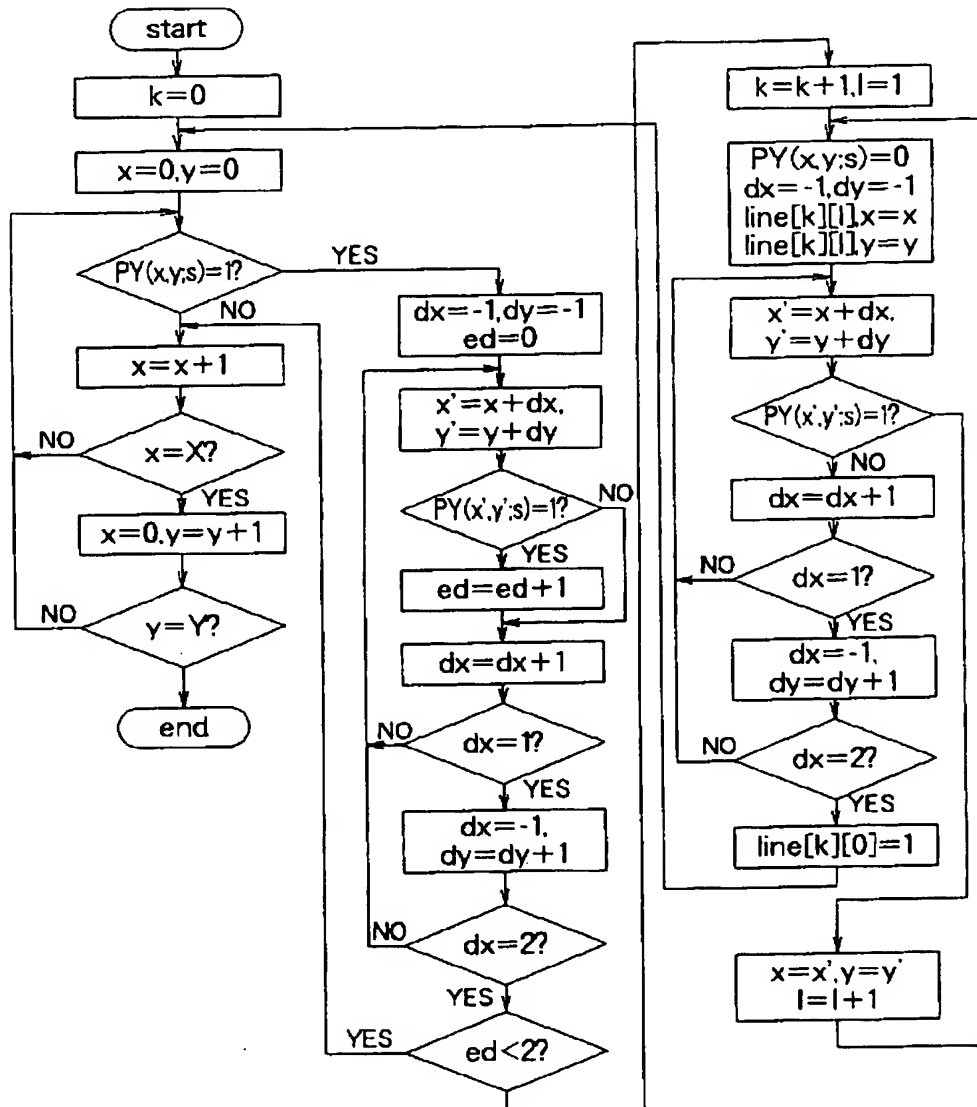 start
k=0
x=0,y=0
PY(x,y;s)=1?
YES
NO
x=x+1
x=X?
NO
YES
x=0,y=y+1
y=Y?
NO
end
dx=-1,dy=-1
ed=0
x'=x+dx,
y'=y+dy
PY(x',y';s)=1?
NO
YES
ed=ed+1
dx=dx+1
dx=1?
NO
YES
dx=-1,
dy=dy+1
dx=2?
NO
YES
ed<2?
YES
k=k+1,l=1
PY(x,y;s)=0
dx=-1,dy=-1
line[k][l],x=x
line[k][l],y=y
x'=x+dx,
y'=y+dy
PY(x',y';s)=1?
NO
dx=dx+1
dx=1?
NO
YES
dx=-1,
dy=dy+1
dx=2?
NO
YES
line[k][0]=1
x=x',y=y'
l=l+1